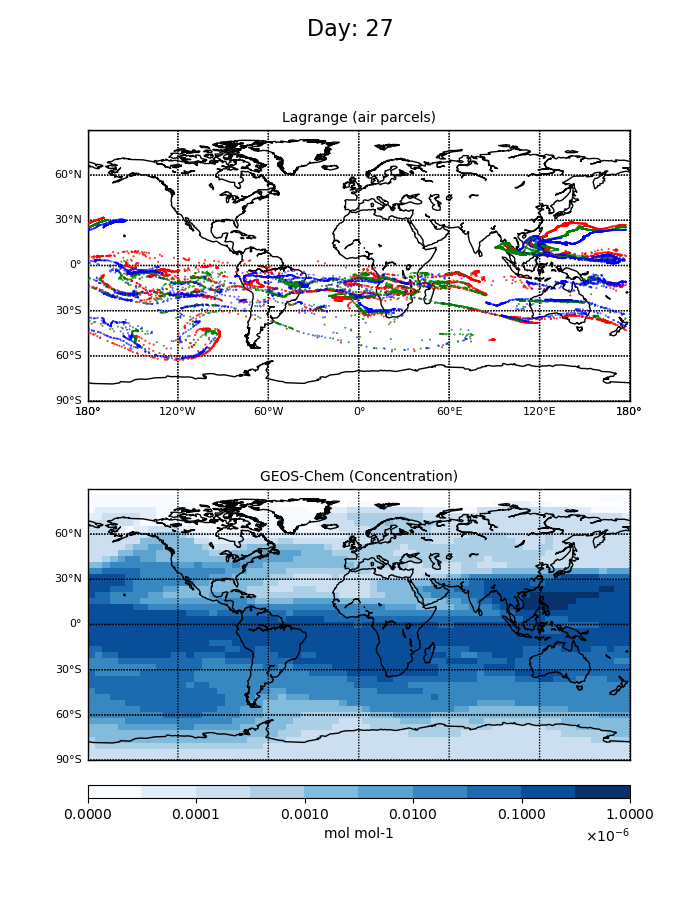 Day: 27
Lagrange (air parcels)
60°N
30°N
0°
30°S
60°S
90°S
180° 120°W 60°W 0° 60°E 120°E 180°
GEOS-Chem (Concentration)
60°N
30°N
0°
30°S
60°S
90°S
0.0000 0.0001 0.0010 0.0100 0.1000 1.0000
mol mol-1 ×10⁻⁶